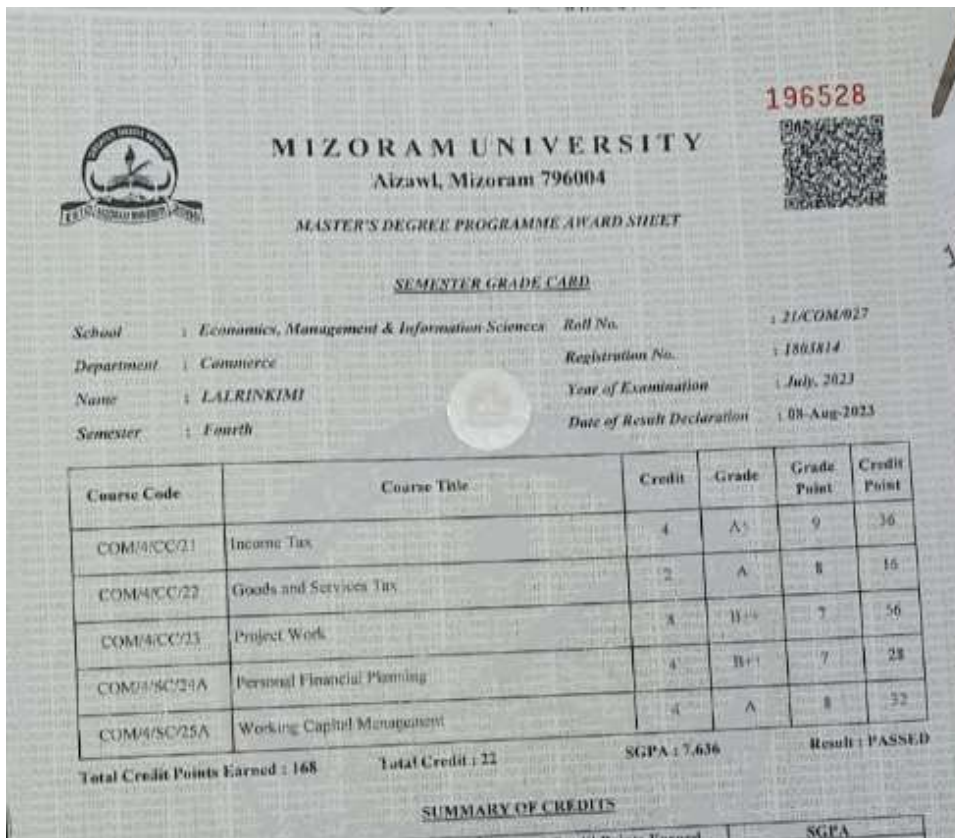 196528
MIZORAM UNIVERSITY
Aizawl, Mizoram 796004
MASTER'S DEGREE PROGRAMME AWARD SHEET
SEMESTER GRADE CARD
School : Economics, Management & Information Sciences Roll No. : 21/COM/027
Department : Commerce Registration No. : 1803814
Name : LALRINKIMI Year of Examination : July, 2023
Semester : Fourth Date of Result Declaration : 08-Aug-2023
Course Code Course Title Credit Grade Grade Point Credit Point
COM/4/CC/21 Income Tax 4 A+ 9 36
COM/4/CC/22 Goods and Services Tax 2 A 8 16
COM/4/CC/23 Project Work 8 B++ 7 56
COM/4/SC/24A Personal Financial Planning 4 B++ 7 28
COM/4/SC/25A Working Capital Management 4 A 8 32
Total Credit Points Earned : 168 Total Credit : 22 SGPA : 7.636 Result : PASSED
SUMMARY OF CREDITS
SGPA